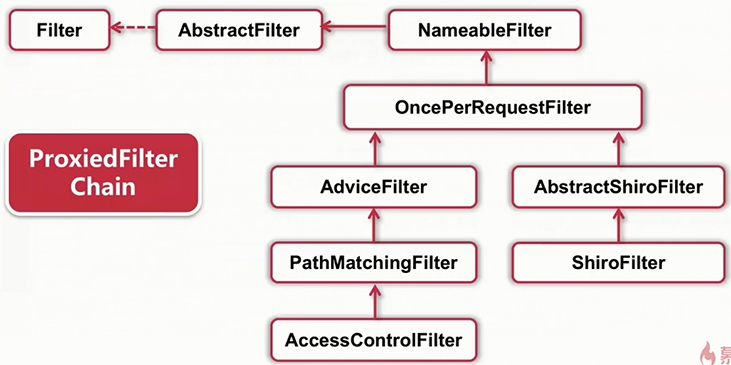 Filter
AbstractFilter
NameableFilter
OncePerRequestFilter
ProxiedFilter
Chain
AdviceFilter
AbstractShiroFilter
PathMatchingFilter
ShiroFilter
AccessControlFilter